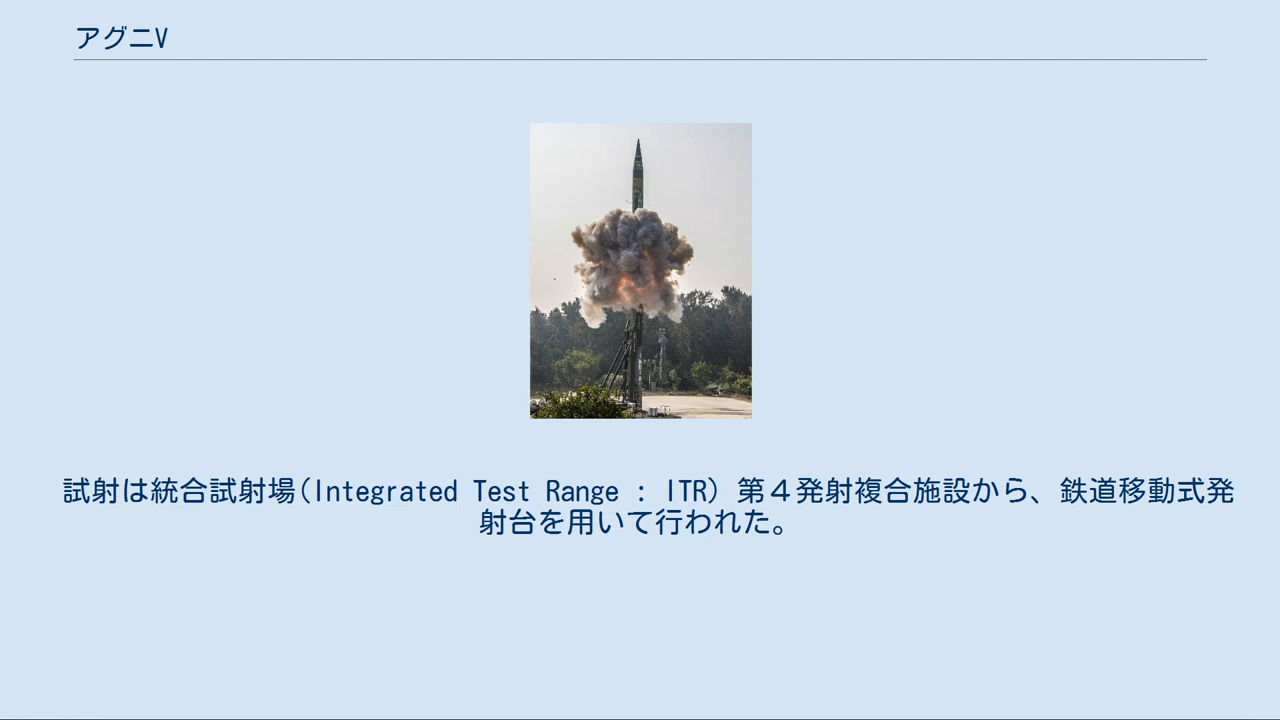 アグニV
試射は統合試射場(Integrated Test Range : ITR) 第４発射複合施設から、鉄道移動式発
射台を用いて行われた。